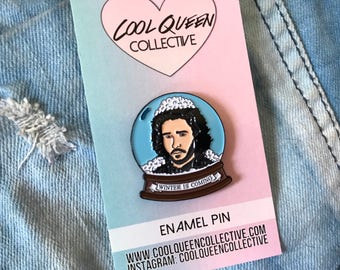 COOL QUEEN
COLLECTIVE
WINTER IS COMING
ENAMEL PIN
WWW.COOLQUEENCOLLECTIVE.COM
INSTAGRAM: COOLQUEENCOLLECTIVE